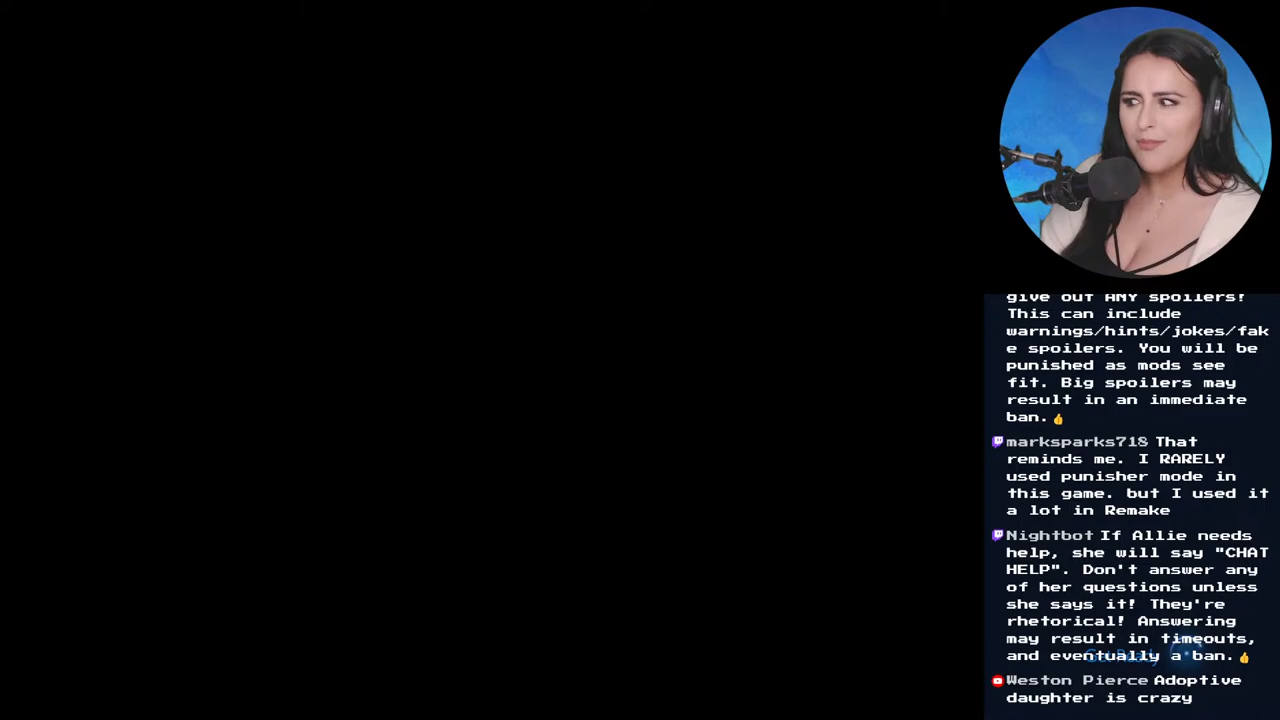 give out ANY spoilers!
This can include
warnings/hints/jokes/fak
e spoilers. You will be
punished as mods see
fit. Big spoilers may
result in an immediate
ban.👍
marksparks718 That
reminds me. I RARELY
used punisher mode in
this game. but I used it
a lot in Remake
Nightbot If Allie needs
help, she will say "CHAT
HELP". Don't answer any
of her questions unless
she says it! They're
rhetorical! Answering
may result in timeouts,
and eventually a ban.👍
Get Ready
Weston Pierce Adoptive
daughter is crazy